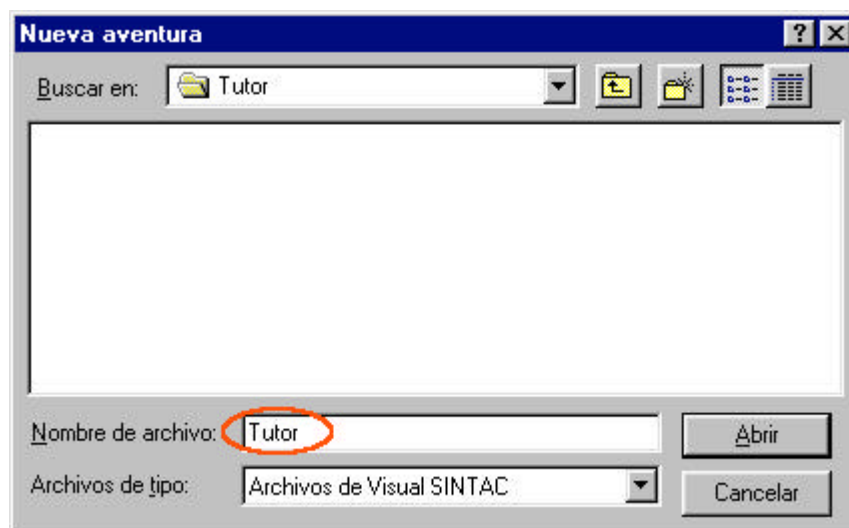 Nueva aventura
Buscar en: Tutor
Nombre de archivo: Tutor Abrir
Archivos de tipo: Archivos de Visual SINTAC Cancelar